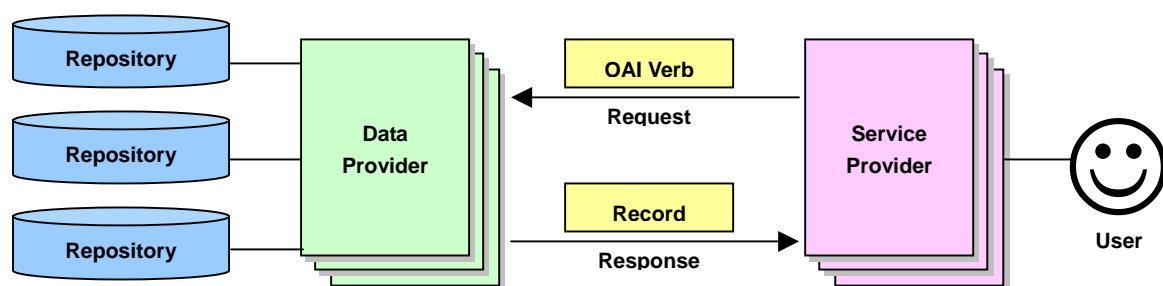 Repository
Repository
Repository
Data
Provider
OAI Verb
Request
Record
Response
Service
Provider
User